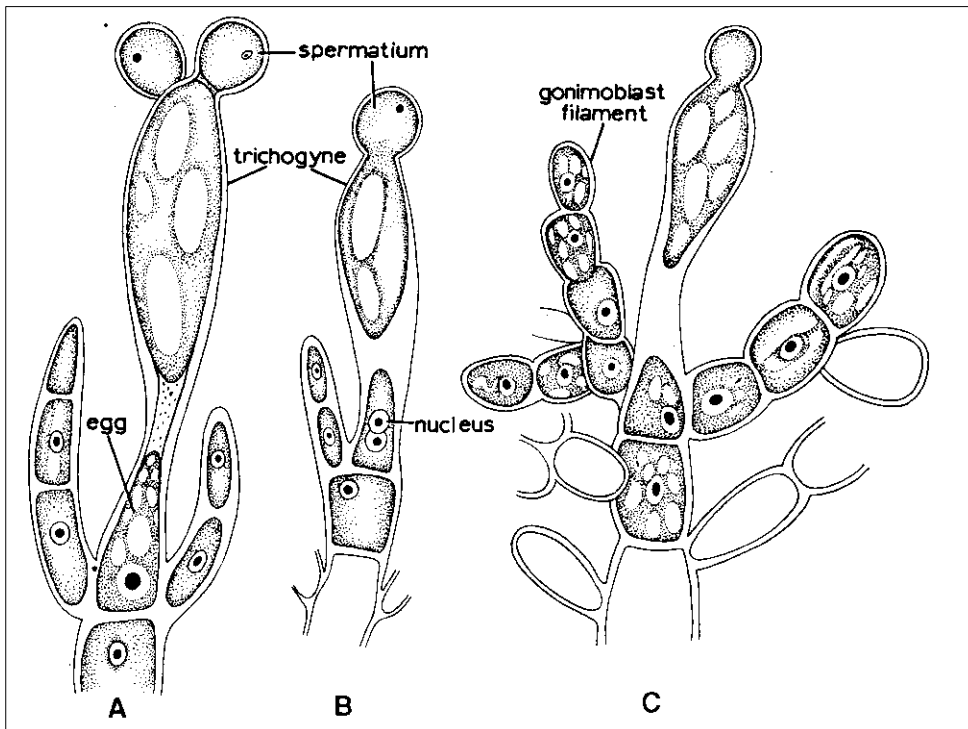 spermatium
gonimoblast
filament
trichogyne
egg
nucleus
A
B
C